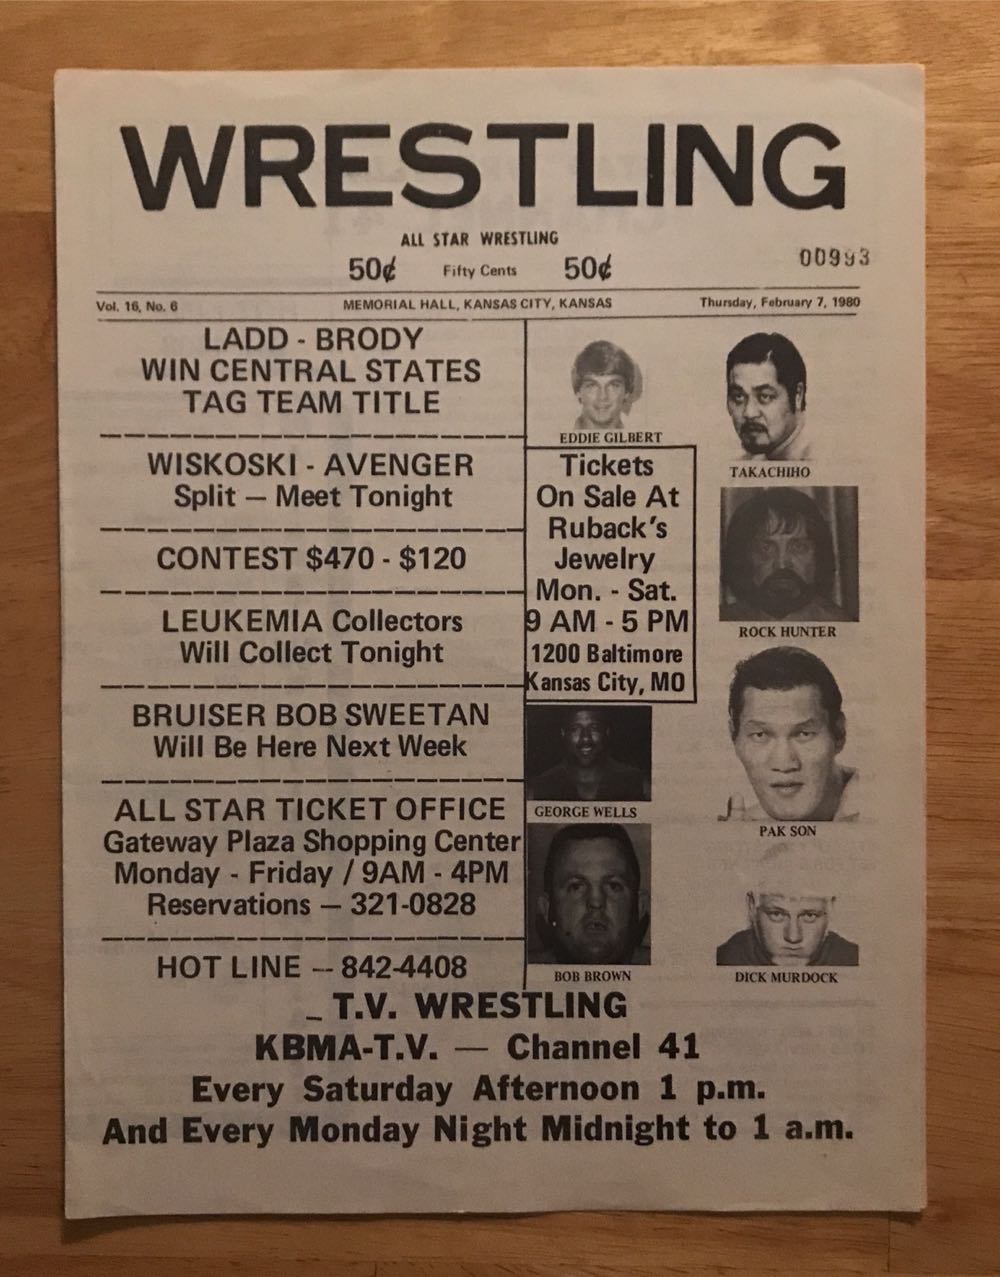 WRESTLING
ALL STAR WRESTLING
50¢ Fifty Cents 50¢
00993
Vol. 16, No. 6 MEMORIAL HALL, KANSAS CITY, KANSAS Thursday, February 7, 1980
LADD - BRODY
WIN CENTRAL STATES
TAG TEAM TITLE
WISKOSKI - AVENGER
Split — Meet Tonight
CONTEST $470 - $120
LEUKEMIA Collectors
Will Collect Tonight
BRUISER BOB SWEETAN
Will Be Here Next Week
ALL STAR TICKET OFFICE
Gateway Plaza Shopping Center
Monday - Friday / 9AM - 4PM
Reservations — 321-0828
HOT LINE -- 842-4408
EDDIE GILBERT
Tickets
On Sale At
Ruback's
Jewelry
Mon. - Sat.
9 AM - 5 PM
1200 Baltimore
Kansas City, MO
GEORGE WELLS
BOB BROWN
TAKACHIHO
ROCK HUNTER
PAK SON
DICK MURDOCK
T.V. WRESTLING
KBMA-T.V. — Channel 41
Every Saturday Afternoon 1 p.m.
And Every Monday Night Midnight to 1 a.m.